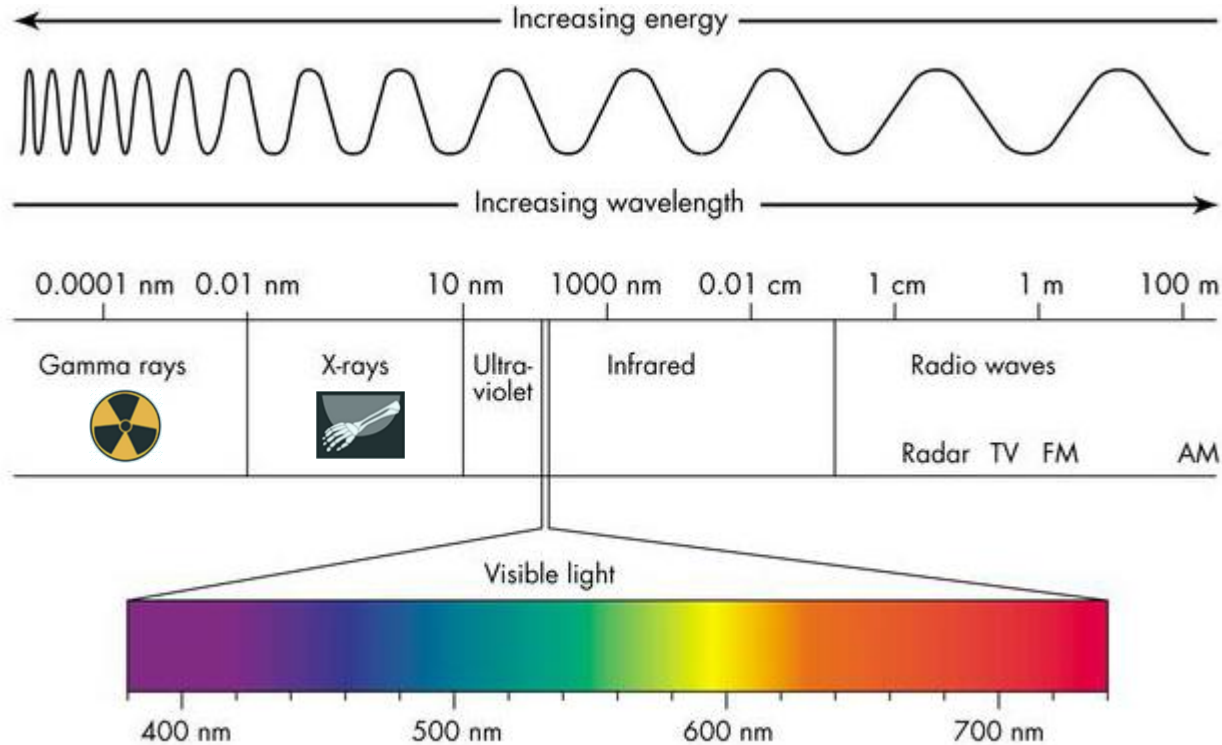 Increasing energy
Increasing wavelength
0.0001 nm 0.01 nm 10 nm 1000 nm 0.01 cm 1 cm 1 m 100 m
Gamma rays X-rays Ultra- Infrared Radio waves
violet
Radar TV FM AM
Visible light
400 nm 500 nm 600 nm 700 nm